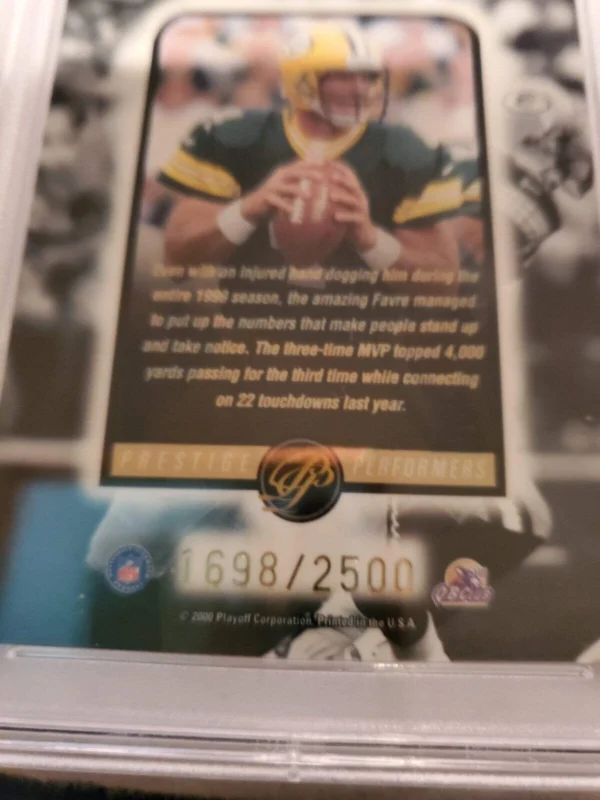 Even with an injured hand dogging him during the
entire 1999 season, the amazing Favre managed
to put up the numbers that make people stand up
and take notice. The three-time MVP topped 4,000
yards passing for the third time while connecting
on 22 touchdowns last year.
PRESTIGE PERFORMERS
1698/2500
© 2000 Playoff Corporation. Printed in the U.S.A.